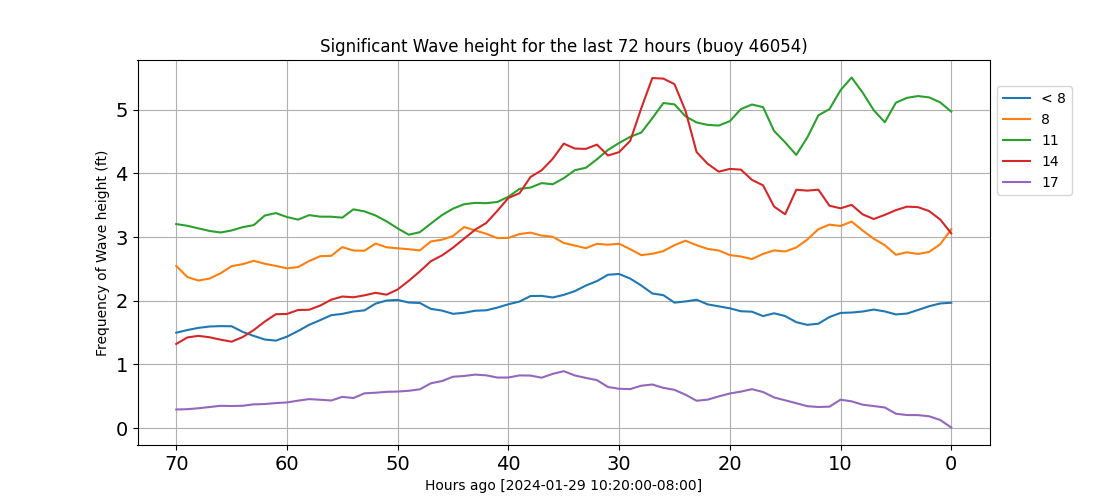 Significant Wave height for the last 72 hours (buoy 46054)
Frequency of Wave height (ft)
5
4
3
2
1
0
70 60 50 40 30 20 10 0
Hours ago [2024-01-29 10:20:00-08:00]
< 8
8
11
14
17